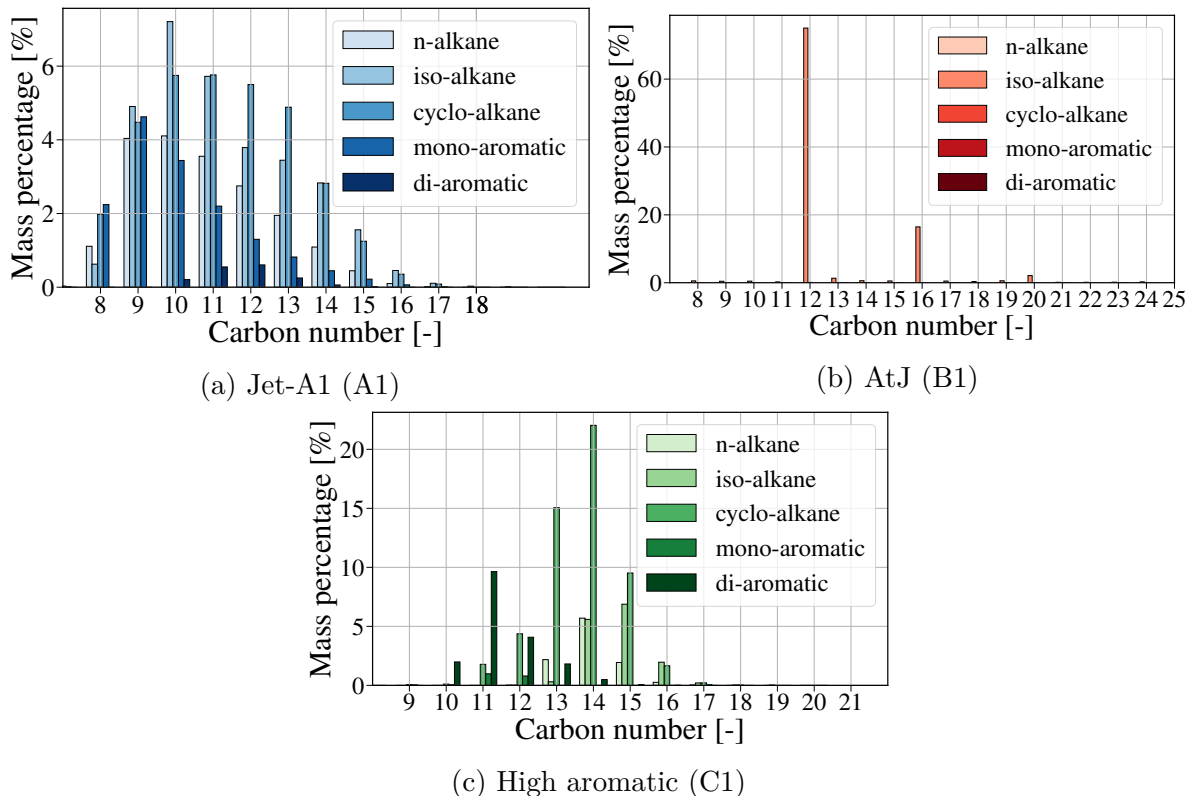 Mass percentage [%]
6
4
2
0
n-alkane
iso-alkane
cyclo-alkane
mono-aromatic
di-aromatic
8 9 10 11 12 13 14 15 16 17 18
Carbon number [-]
(a) Jet-A1 (A1)
Mass percentage [%]
60
40
20
0
n-alkane
iso-alkane
cyclo-alkane
mono-aromatic
di-aromatic
8 9 10 11 12 13 14 15 16 17 18 19 20 21 22 23 24 25
Carbon number [-]
(b) AtJ (B1)
Mass percentage [%]
20
15
10
5
0
n-alkane
iso-alkane
cyclo-alkane
mono-aromatic
di-aromatic
9 10 11 12 13 14 15 16 17 18 19 20 21
Carbon number [-]
(c) High aromatic (C1)